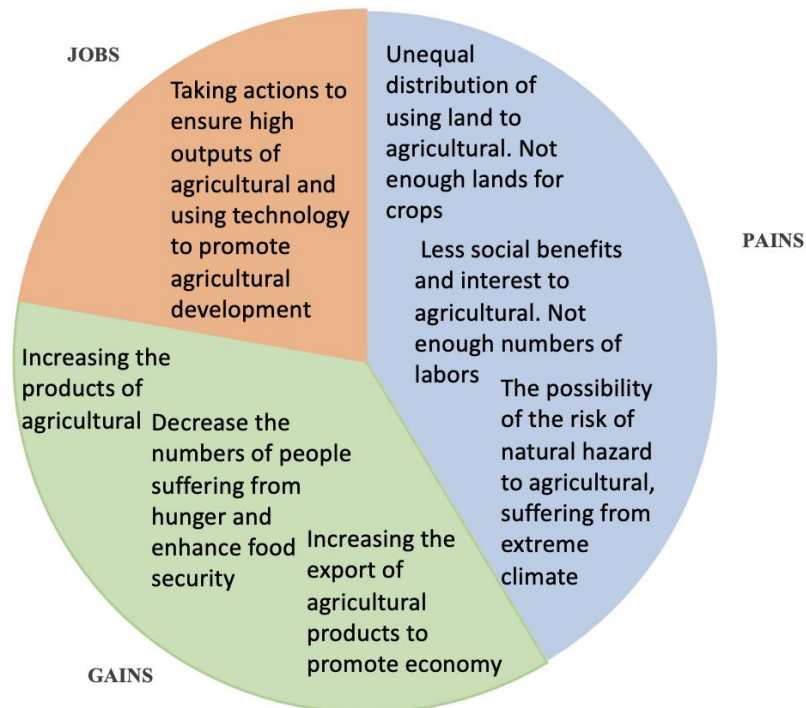 JOBS
Taking actions to
ensure high
outputs of
agricultural and
using technology
to promote
agricultural
development
Unequal
distribution of
using land to
agricultural. Not
enough lands for
crops
Less social benefits
and interest to
agricultural. Not
enough numbers of
labors
The possibility
of the risk of
natural hazard
to agricultural,
suffering from
extreme
climate
PAINS
Increasing the
products of
agricultural
Decrease the
numbers of people
suffering from
hunger and
enhance food
security
Increasing the
export of
agricultural
products to
promote economy
GAINS